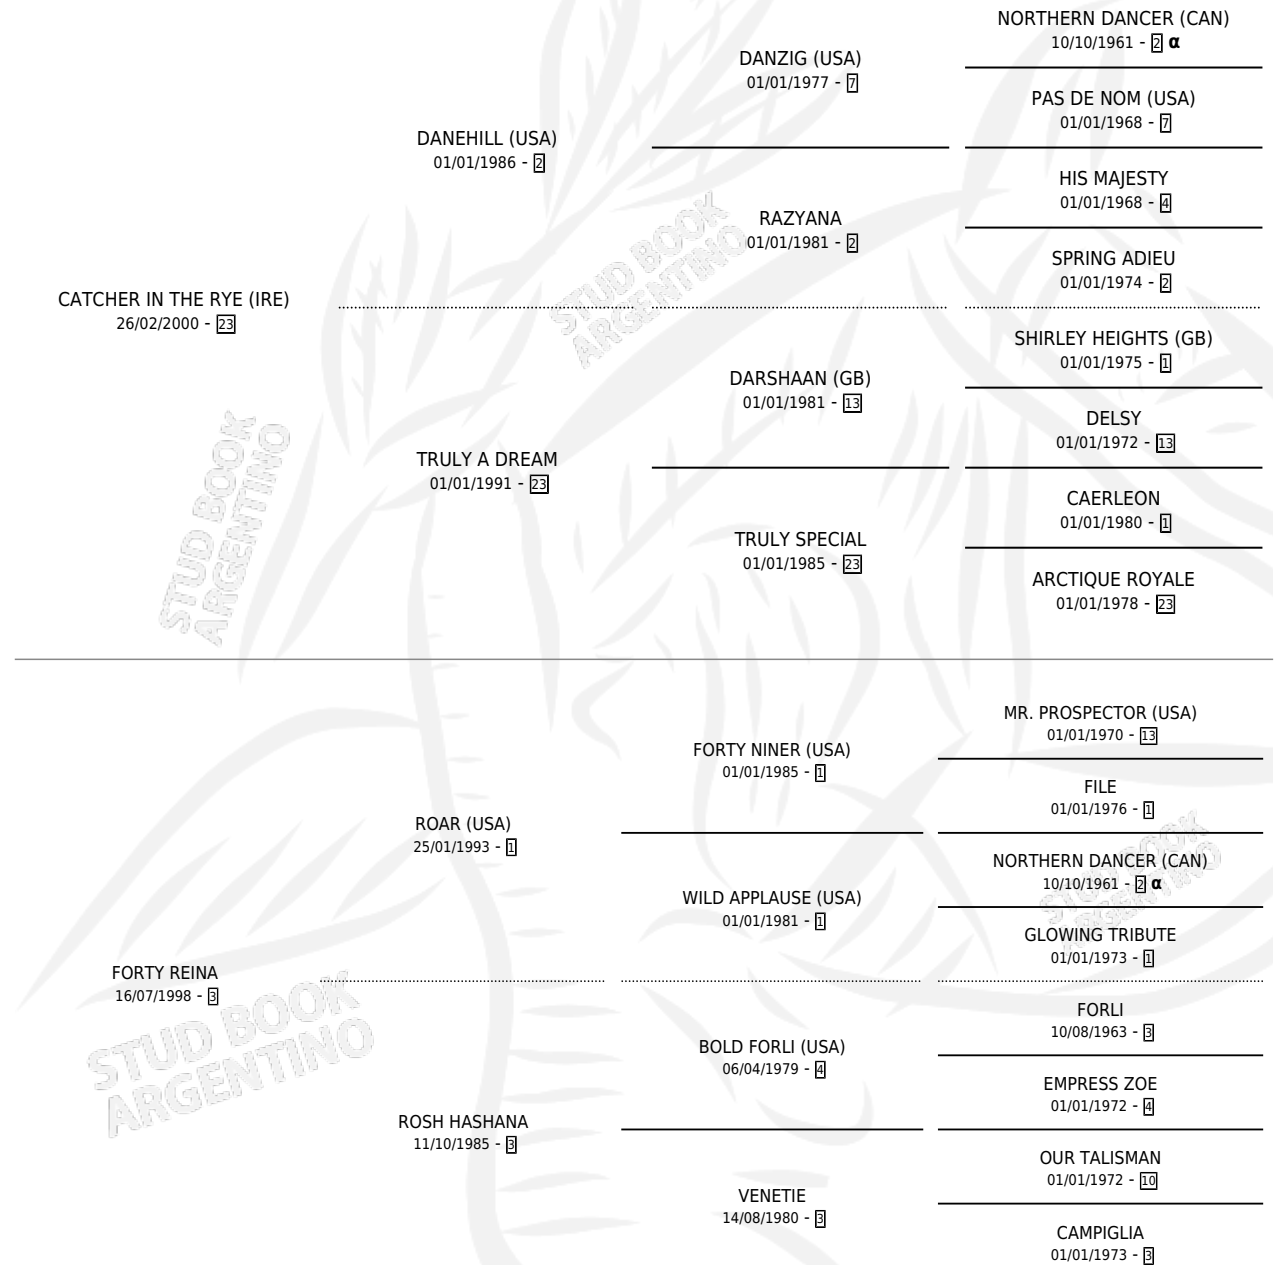 NORTHERN DANCER (CAN)
10/10/1961 - 2 α
DANZIG (USA)
01/01/1977 - 7
PAS DE NOM (USA)
01/01/1968 - 7
DANEHILL (USA)
01/01/1986 - 2
HIS MAJESTY
01/01/1968 - 4
RAZYANA
01/01/1981 - 2
SPRING ADIEU
01/01/1974 - 2
STUD BOOK
ARGENTINO
CATCHER IN THE RYE (IRE)
26/02/2000 - 23
SHIRLEY HEIGHTS (GB)
01/01/1975 - 1
DARSHAAN (GB)
01/01/1981 - 13
DELSY
01/01/1972 - 13
TRULY A DREAM
01/01/1991 - 23
CAERLEON
01/01/1980 - 1
TRULY SPECIAL
01/01/1985 - 23
ARCTIQUE ROYALE
01/01/1978 - 23
STUD BOOK
ARGENTINO
MR. PROSPECTOR (USA)
01/01/1970 - 13
FORTY NINER (USA)
01/01/1985 - 1
FILE
01/01/1976 - 1
ROAR (USA)
25/01/1993 - 1
NORTHERN DANCER (CAN)
10/10/1961 - 2 α
WILD APPLAUSE (USA)
01/01/1981 - 1
GLOWING TRIBUTE
01/01/1973 - 1
STUD BOOK
ARGENTINO
FORTY REINA
16/07/1998 - 3
FORLI
10/08/1963 - 3
BOLD FORLI (USA)
06/04/1979 - 4
EMPRESS ZOE
01/01/1972 - 4
STUD BOOK
ARGENTINO
ROSH HASHANA
11/10/1985 - 3
OUR TALISMAN
01/01/1972 - 10
VENETIE
14/08/1980 - 3
CAMPIGLIA
01/01/1973 - 3